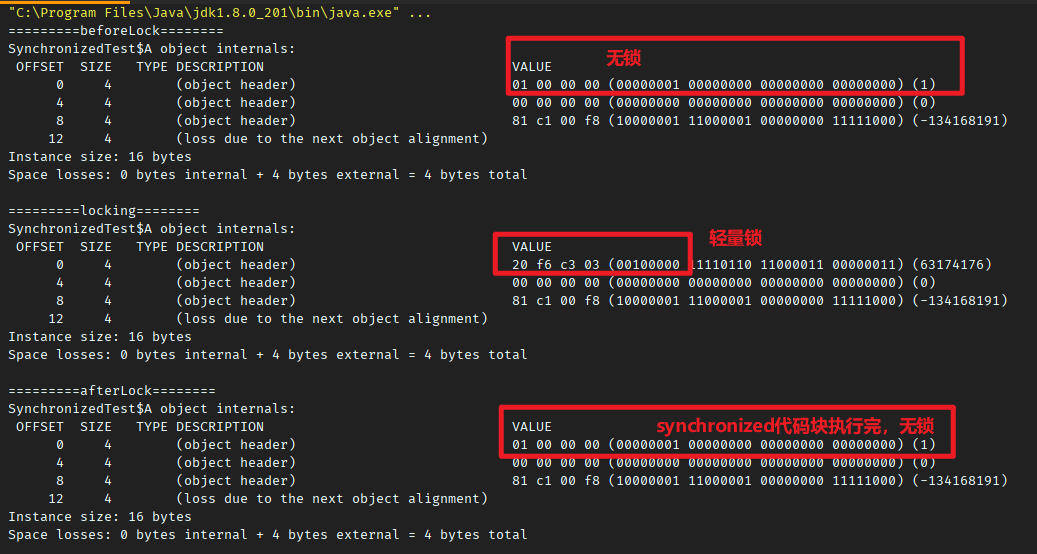 "C:\Program Files\Java\jdk1.8.0_201\bin\java.exe" ...
=========beforeLock========
SynchronizedTest$A object internals:
无锁
OFFSET  SIZE   TYPE DESCRIPTION                               VALUE
0     4        (object header)                           01 00 00 00 (00000001 00000000 00000000 00000000) (1)
4     4        (object header)                           00 00 00 00 (00000000 00000000 00000000 00000000) (0)
8     4        (object header)                           81 c1 00 f8 (10000001 11000001 00000000 11111000) (-134168191)
12     4        (loss due to the next object alignment)
Instance size: 16 bytes
Space losses: 0 bytes internal + 4 bytes external = 4 bytes total
=========locking========
SynchronizedTest$A object internals:
轻量锁
OFFSET  SIZE   TYPE DESCRIPTION                               VALUE
0     4        (object header)                           20 f6 c3 03 (00100000 11110110 11000011 00000011) (63174176)
4     4        (object header)                           00 00 00 00 (00000000 00000000 00000000 00000000) (0)
8     4        (object header)                           81 c1 00 f8 (10000001 11000001 00000000 11111000) (-134168191)
12     4        (loss due to the next object alignment)
Instance size: 16 bytes
Space losses: 0 bytes internal + 4 bytes external = 4 bytes total
=========afterLock========
SynchronizedTest$A object internals:
OFFSET  SIZE   TYPE DESCRIPTION                               VALUE
synchronized代码块执行完，无锁
0     4        (object header)                           01 00 00 00 (00000001 00000000 00000000 00000000) (1)
4     4        (object header)                           00 00 00 00 (00000000 00000000 00000000 00000000) (0)
8     4        (object header)                           81 c1 00 f8 (10000001 11000001 00000000 11111000) (-134168191)
12     4        (loss due to the next object alignment)
Instance size: 16 bytes
Space losses: 0 bytes internal + 4 bytes external = 4 bytes total